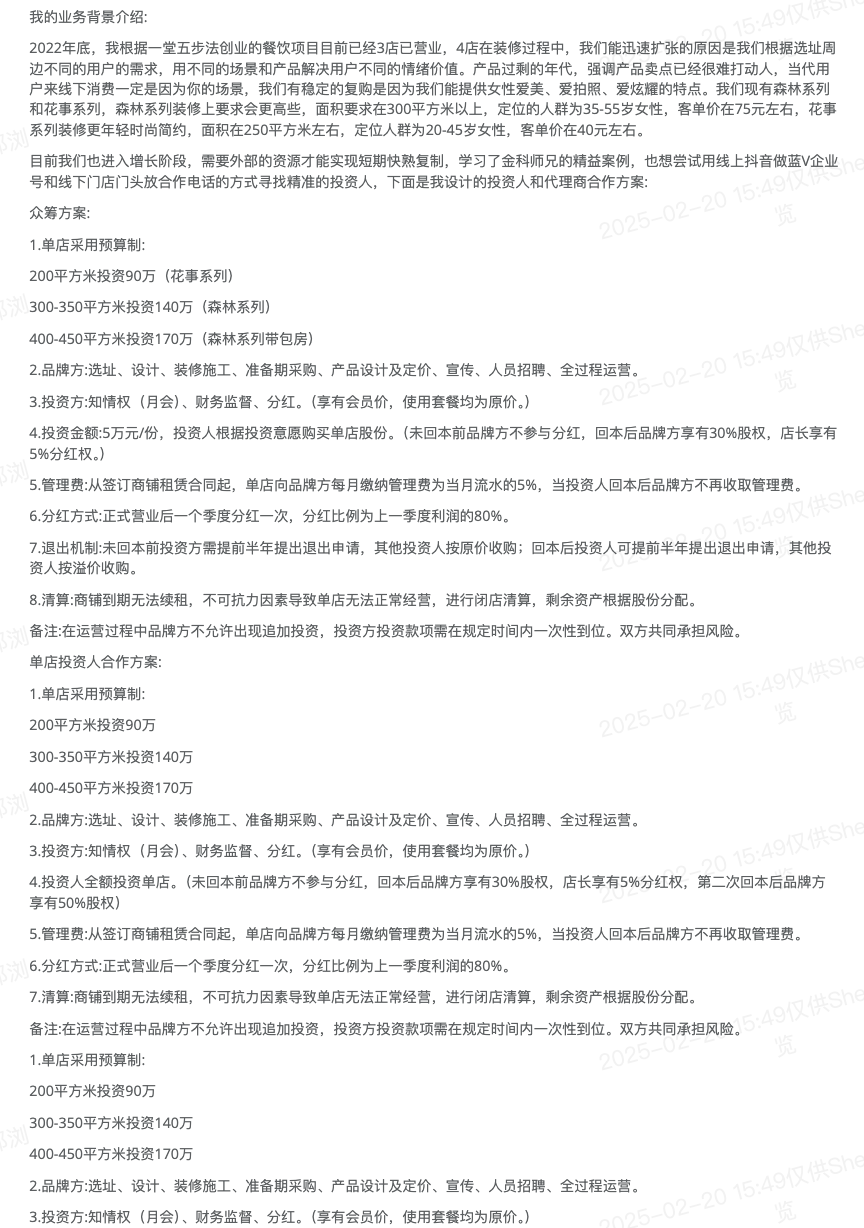 我的业务背景介绍:
2022年底，我根据一堂五步法创业的餐饮项目目前已经3店已营业，4店在装修过程中，我们能迅速扩张的原因是我们根据选址周
边不同的用户的需求，用不同的场景和产品解决用户不同的情绪价值。产品过剩的年代，强调产品卖点已经很难打动人，当代用
户来线下消费一定是因为你的场景，我们有稳定的复购是因为我们能提供女性爱美、爱拍照、爱炫耀的特点。我们现有森林系列
和花事系列，森林系列装修上要求会更高些，面积要求在300平方米以上，定位的人群为35-55岁女性，客单价在75元左右，花事
系列装修更年轻时尚简约，面积在250平方米左右，定位人群为20-45岁女性，客单价在40元左右。
目前我们也进入增长阶段，需要外部的资源才能实现短期快熟复制，学习了金科师兄的精益案例，也想尝试用线上抖音做蓝V企业
号和线下门店门头放合作电话的方式寻找精准的投资人，下面是我设计的投资人和代理商合作方案:
众筹方案:
1.单店采用预算制:
200平方米投资90万（花事系列）
300-350平方米投资140万（森林系列）
400-450平方米投资170万（森林系列带包房）
2.品牌方:选址、设计、装修施工、准备期采购、产品设计及定价、宣传、人员招聘、全过程运营。
3.投资方:知情权（月会）、财务监督、分红。（享有会员价，使用套餐均为原价。）
4.投资金额:5万元/份，投资人根据投资意愿购买单店股份。（未回本前品牌方不参与分红，回本后品牌方享有30%股权，店长享有
5%分红权。）
5.管理费:从签订商铺租赁合同起，单店向品牌方每月缴纳管理费为当月流水的5%，当投资人回本后品牌方不再收取管理费。
6.分红方式:正式营业后一个季度分红一次，分红比例为上一季度利润的80%。
7.退出机制:未回本前投资方需提前半年提出退出申请，其他投资人按原价收购；回本后投资人可提前半年提出退出申请，其他投
资人按溢价收购。
8.清算:商铺到期无法续租，不可抗力因素导致单店无法正常经营，进行闭店清算，剩余资产根据股份分配。
备注:在运营过程中品牌方不允许出现追加投资，投资方投资款项需在规定时间内一次性到位。双方共同承担风险。
单店投资人合作方案:
1.单店采用预算制:
200平方米投资90万
300-350平方米投资140万
400-450平方米投资170万
2.品牌方:选址、设计、装修施工、准备期采购、产品设计及定价、宣传、人员招聘、全过程运营。
3.投资方:知情权（月会）、财务监督、分红。（享有会员价，使用套餐均为原价。）
4.投资人全额投资单店。（未回本前品牌方不参与分红，回本后品牌方享有30%股权，店长享有5%分红权，第二次回本后品牌方
享有50%股权）
5.管理费:从签订商铺租赁合同起，单店向品牌方每月缴纳管理费为当月流水的5%，当投资人回本后品牌方不再收取管理费。
6.分红方式:正式营业后一个季度分红一次，分红比例为上一季度利润的80%。
7.清算:商铺到期无法续租，不可抗力因素导致单店无法正常经营，进行闭店清算，剩余资产根据股份分配。
备注:在运营过程中品牌方不允许出现追加投资，投资方投资款项需在规定时间内一次性到位。双方共同承担风险。
1.单店采用预算制:
200平方米投资90万
300-350平方米投资140万
400-450平方米投资170万
2.品牌方:选址、设计、装修施工、准备期采购、产品设计及定价、宣传、人员招聘、全过程运营。
3.投资方:知情权（月会）、财务监督、分红。（享有会员价，使用套餐均为原价。）
2025-02-20 15:49仅供She
览